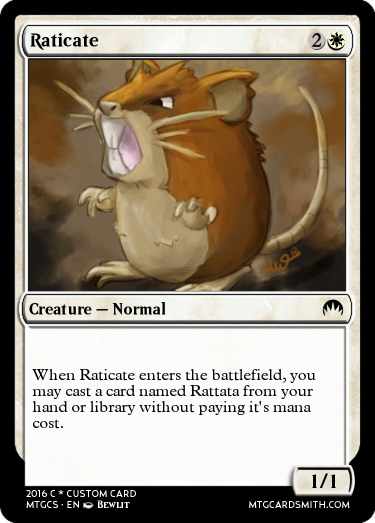 Raticate 2
Creature — Normal
When Raticate enters the battlefield, you
may cast a card named Rattata from your
hand or library without paying it's mana
cost.
1/1
2016 C * CUSTOM CARD
MTGCS • EN BEWLIT
MTGCARDSMITH.COM